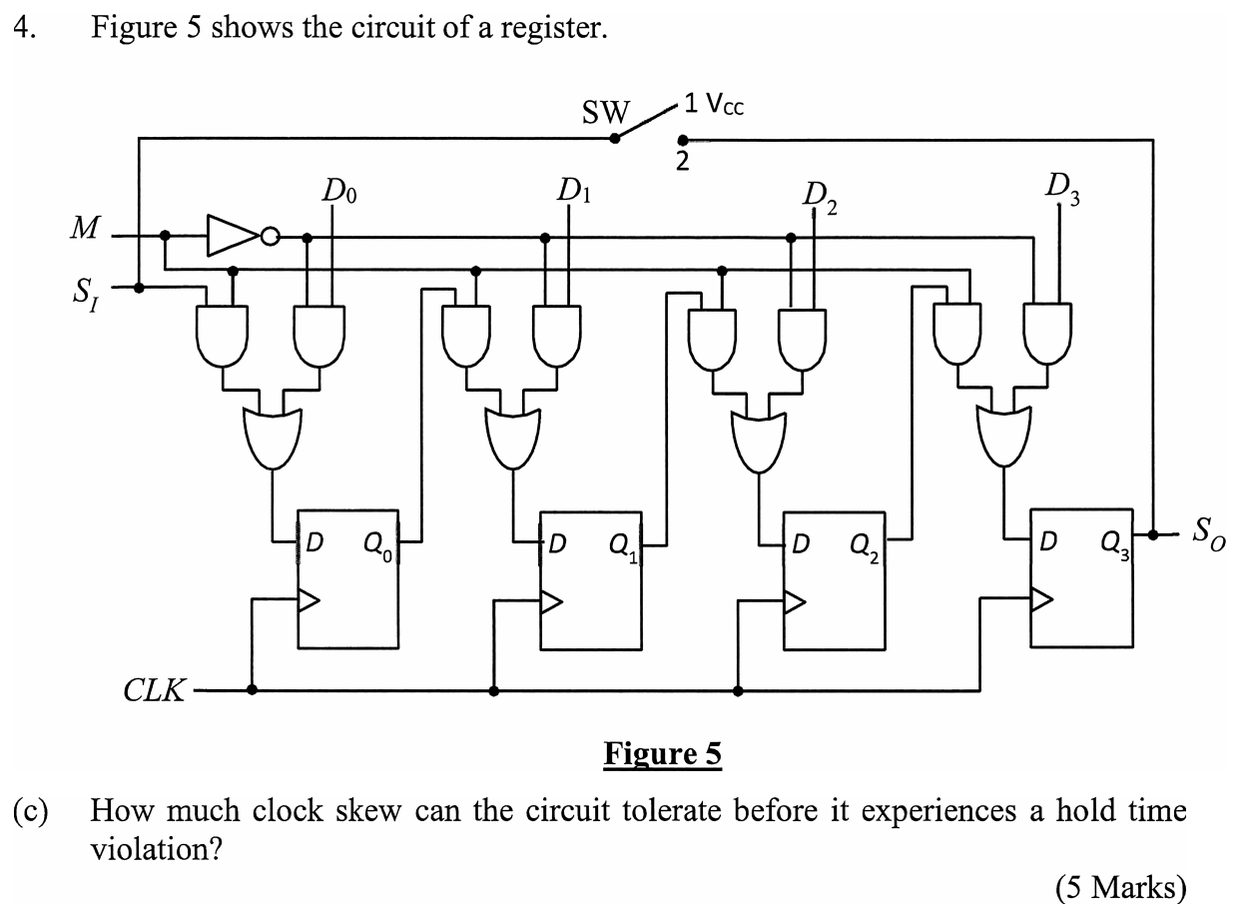 4. Figure 5 shows the circuit of a register.
SW 1 Vcc
2
D0 D1 D2 D3
M
SI
D Q0 D Q1 D Q2 D Q3 SO
CLK
Figure 5
(c) How much clock skew can the circuit tolerate before it experiences a hold time
violation?
(5 Marks)